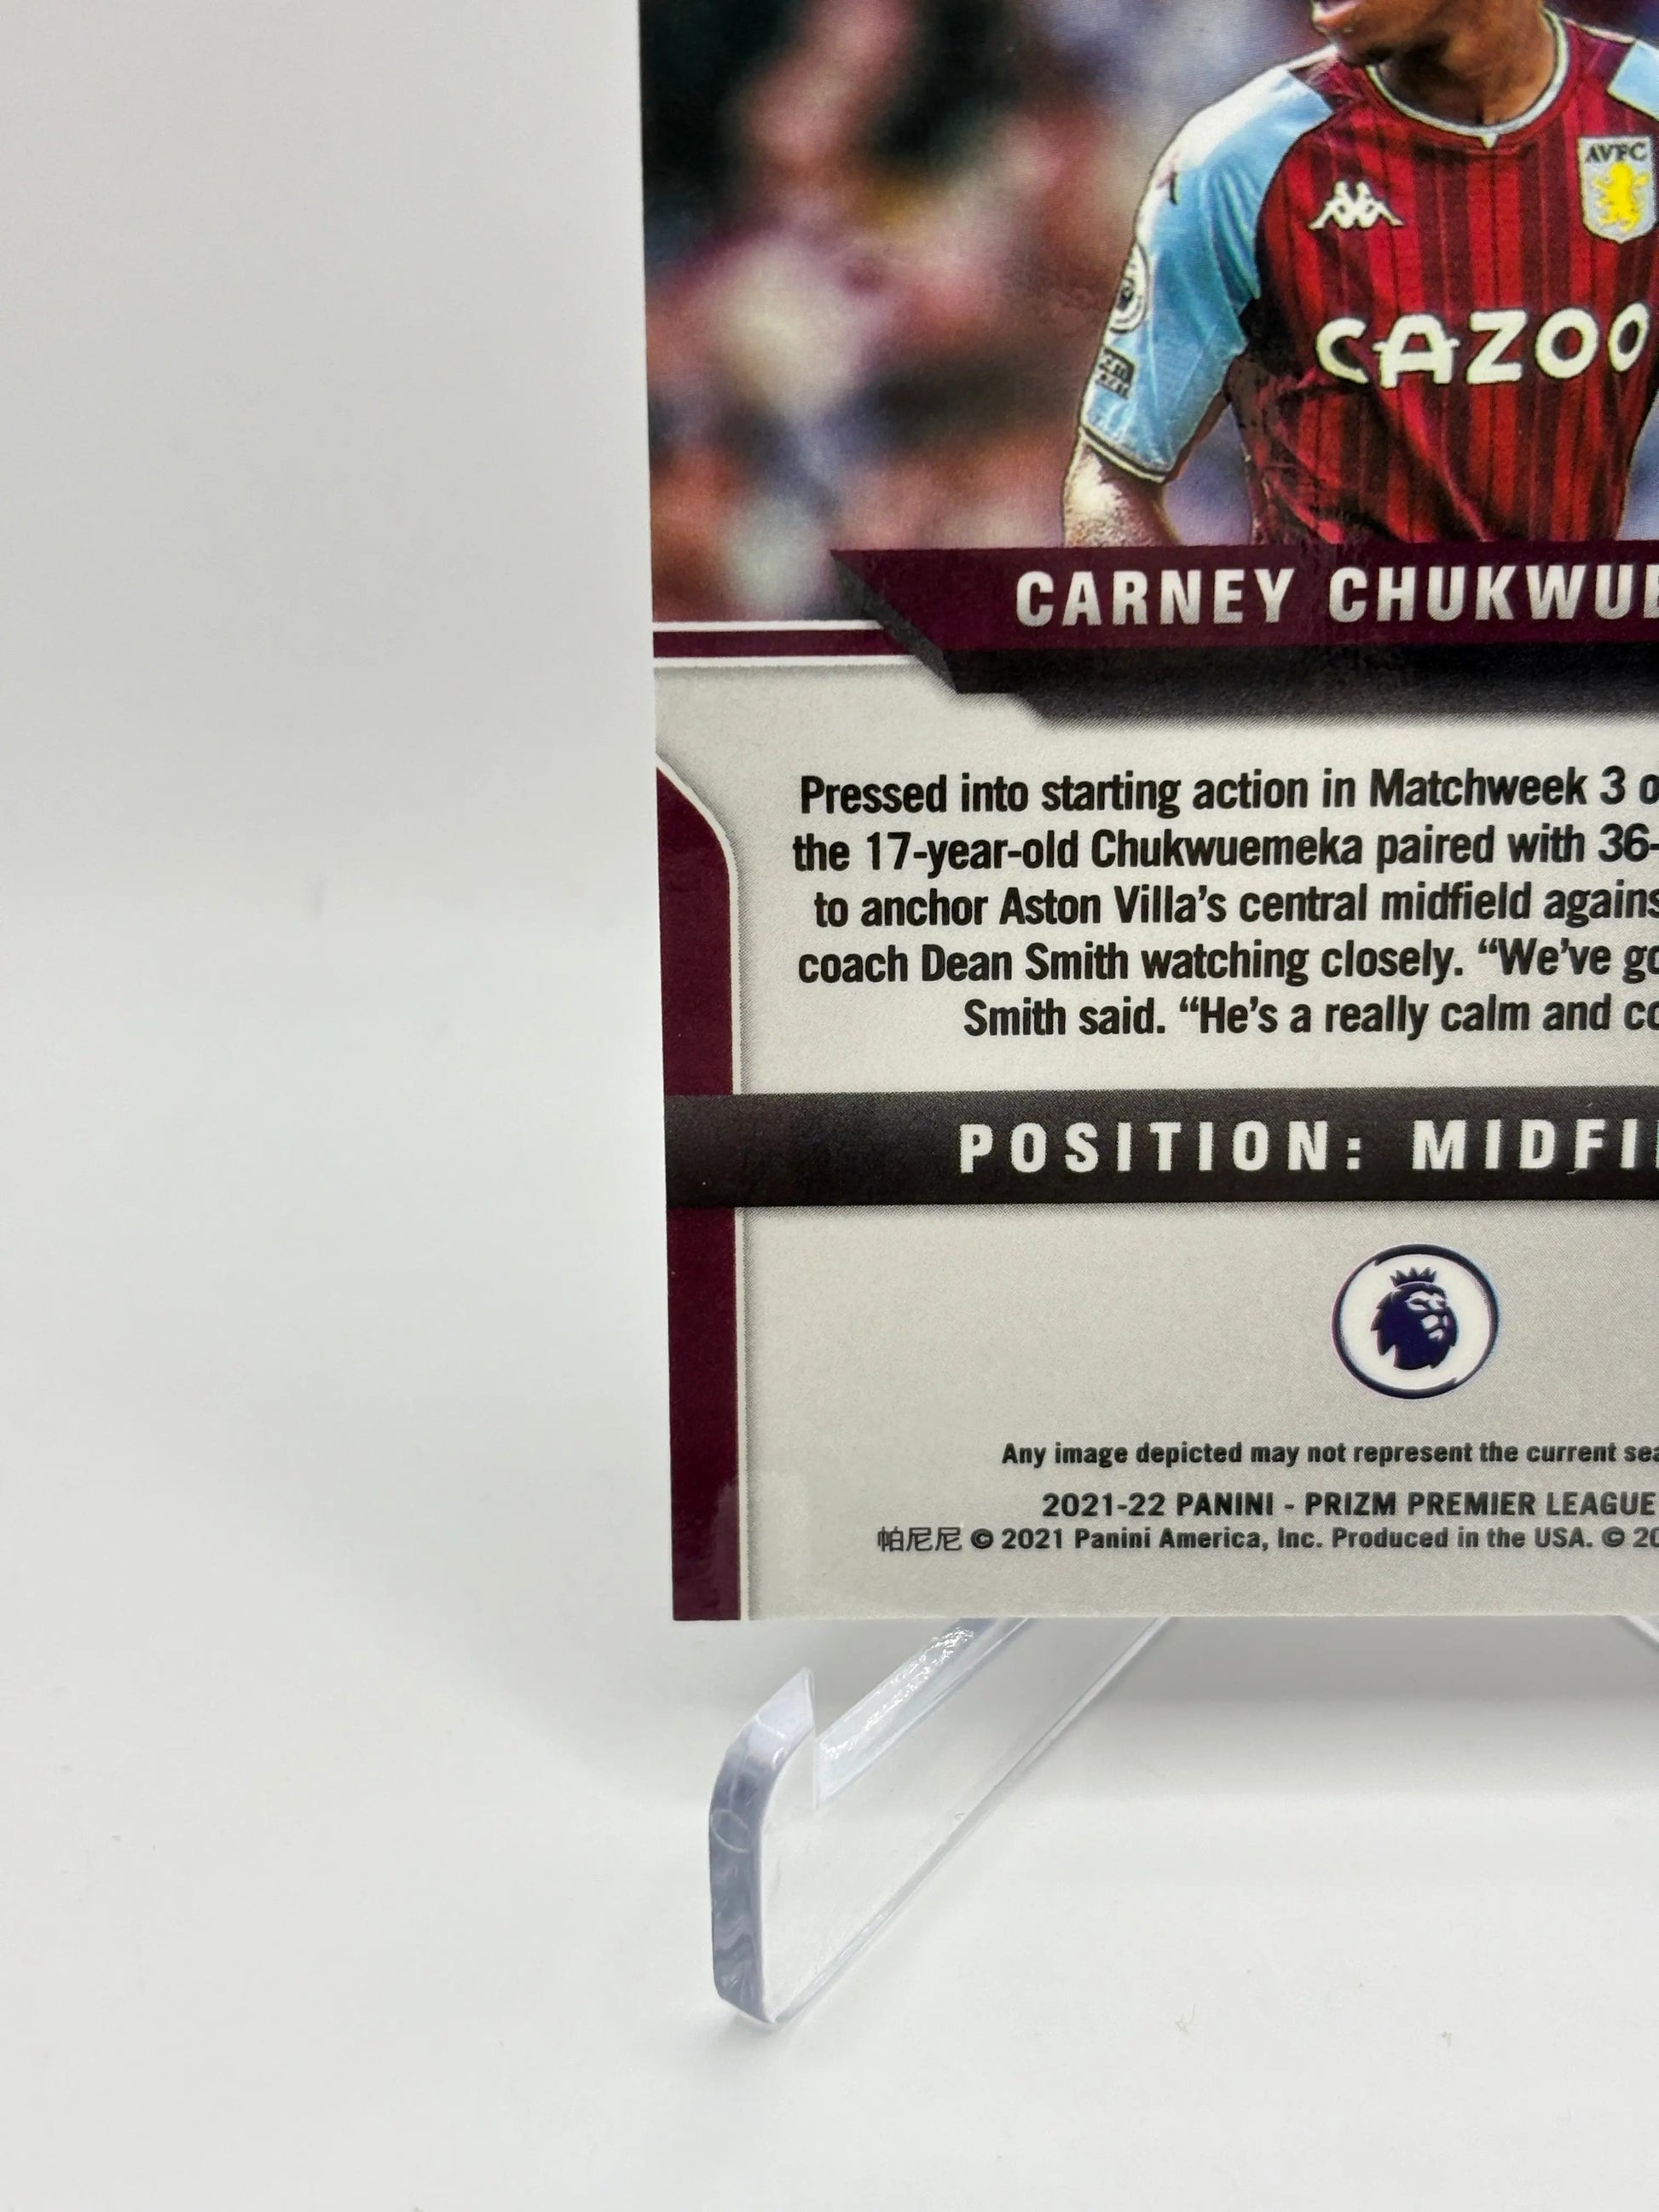 AVFC
CAZOO
CARNEY CHUKWUE
Pressed into starting action in Matchweek 3 o
the 17-year-old Chukwuemeka paired with 36-
to anchor Aston Villa's central midfield agains
coach Dean Smith watching closely. “We've go
Smith said. “He's a really calm and co
POSITION: MIDFI
Any image depicted may not represent the current sea
2021-22 PANINI - PRIZM PREMIER LEAGUE
帕尼尼 © 2021 Panini America, Inc. Produced in the USA. © 20